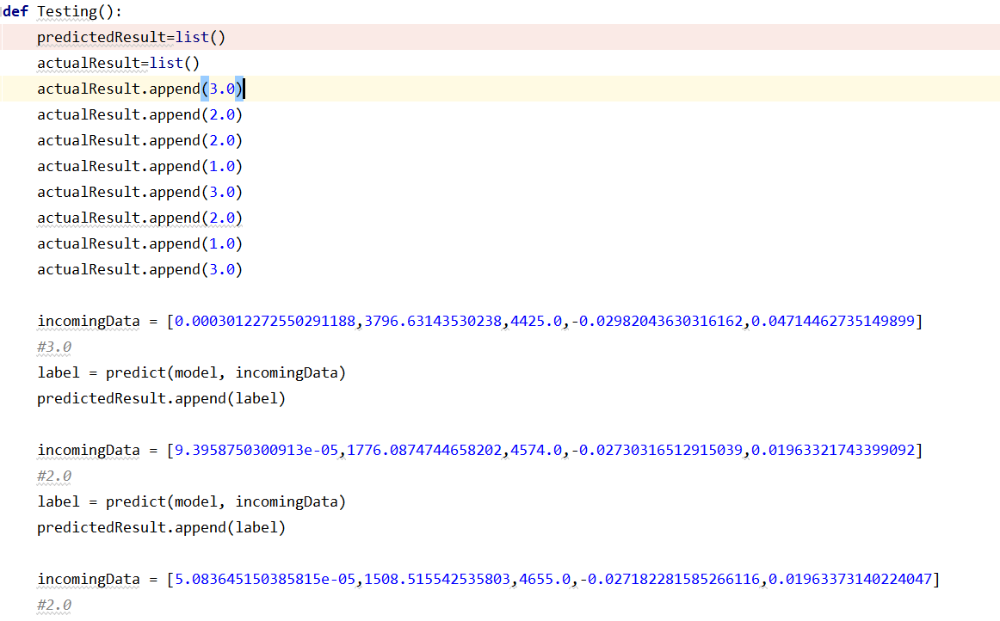 def Testing():
    predictedResult=list()
    actualResult=list()
    actualResult.append(3.0)
    actualResult.append(2.0)
    actualResult.append(2.0)
    actualResult.append(1.0)
    actualResult.append(3.0)
    actualResult.append(2.0)
    actualResult.append(1.0)
    actualResult.append(3.0)

    incomingData = [0.0003012272550291188,3796.63143530238,4425.0,-0.02982043630316162,0.04714462735149899]
    #3.0
    label = predict(model, incomingData)
    predictedResult.append(label)

    incomingData = [9.3958750300913e-05,1776.0874744658202,4574.0,-0.02730316512915039,0.01963321743399092]
    #2.0
    label = predict(model, incomingData)
    predictedResult.append(label)

    incomingData = [5.083645150385815e-05,1508.515542535803,4655.0,-0.027182281585266116,0.01963373140224047]
    #2.0